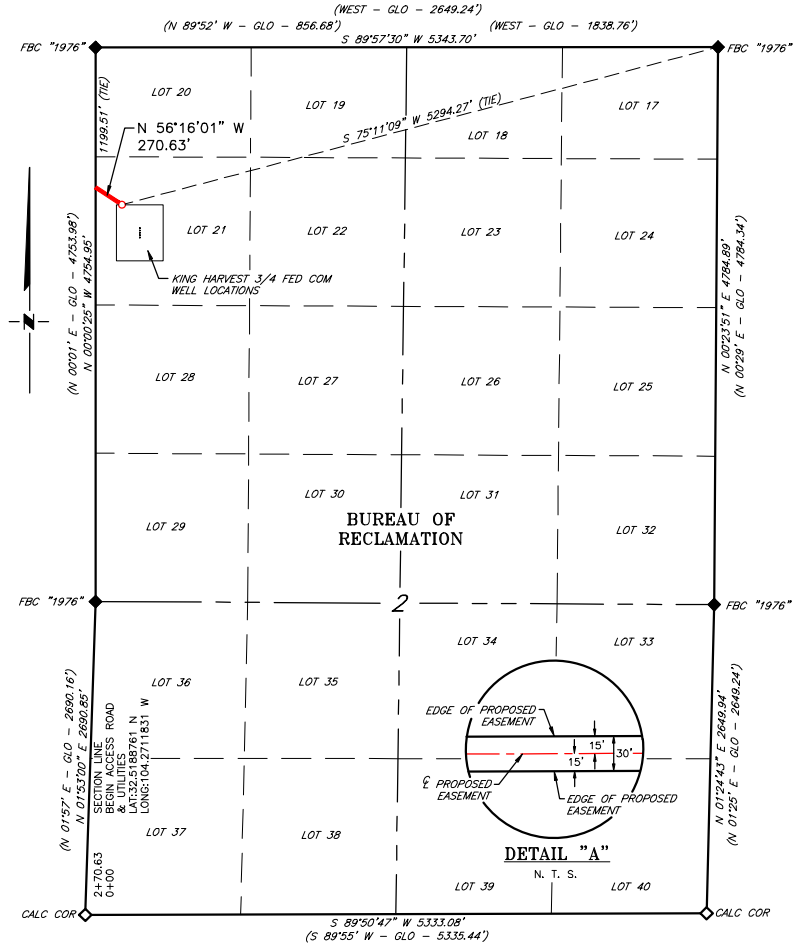 (WEST - GLO - 2649.24')
(N 89°52' W - GLO - 856.68')
(WEST - GLO - 1838.76')
S 89°57'30" W 5343.70'
FBC "1976"
FBC "1976"
1199.51' (TIE)
LOT 20
LOT 19
LOT 18
LOT 17
S 75°11'09" W 5294.27' (TIE)
N 56°16'01" W
270.63'
LOT 21
LOT 22
LOT 23
LOT 24
KING HARVEST 3/4 FED COM
WELL LOCATIONS
(N 00°01' E - GLO - 4753.98')
N 00°00'25" W 4754.95'
N 00°23'51" E 4784.89'
(N 00°29' E - GLO - 4784.34')
N
LOT 28
LOT 27
LOT 26
LOT 25
LOT 30
LOT 31
LOT 29
LOT 32
BUREAU OF
RECLAMATION
FBC "1976"
2
FBC "1976"
LOT 36
LOT 35
LOT 34
LOT 33
(N 01°57' E - GLO - 2690.16')
N 01°53'00" E 2690.85'
SECTION LINE
BEGIN ACCESS ROAD
& UTILITIES
LAT:32.5188761 N
LONG:104.2711831 W
2+70.63
0+00
EDGE OF PROPOSED
EASEMENT
15'
15'
30'
℄ PROPOSED
EASEMENT
EDGE OF PROPOSED
EASEMENT
DETAIL "A"
N. T. S.
N 01°24'43" E 2649.94'
(N 01°25' E - GLO - 2649.24')
LOT 37
LOT 38
LOT 39
LOT 40
CALC COR
CALC COR
S 89°50'47" W 5333.08'
(S 89°55' W - GLO - 5335.44')